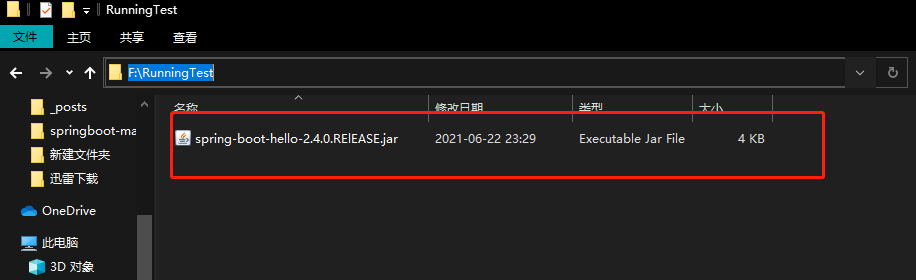 RunningTest
文件 主页 共享 查看
F:\RunningTest
名称 修改日期 类型 大小
_posts
springboot-ma
新建文件夹
迅雷下载
OneDrive
此电脑
3D 对象
spring-boot-hello-2.4.0.RElEASE.jar 2021-06-22 23:29 Executable Jar File 4 KB